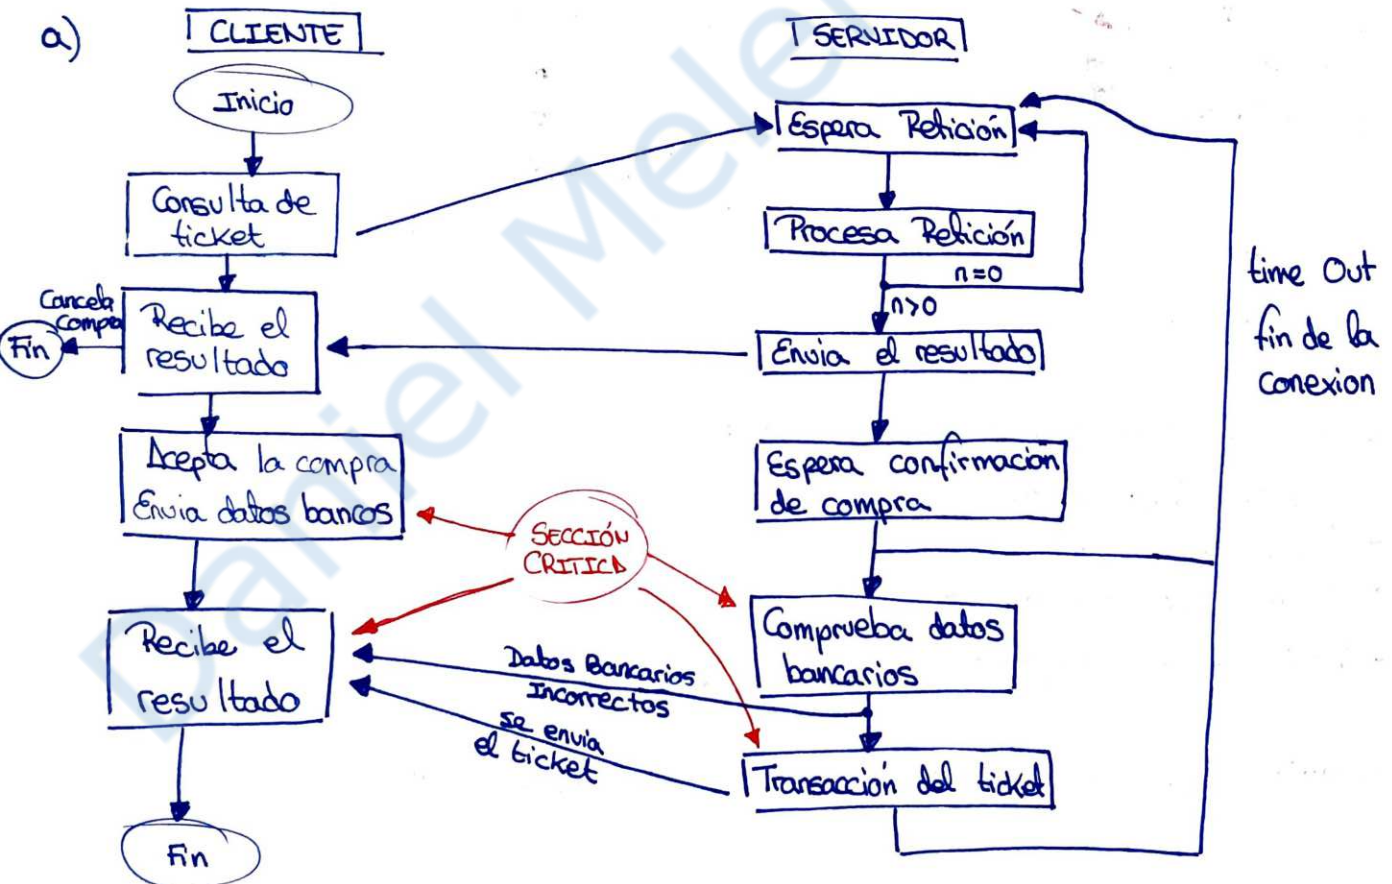 a)
CLIENTE
SERVIDOR
Inicio
Espera Petición
Consulta de
ticket
Procesa Petición
n=0
n>0
time Out
fin de la
conexion
Cancela
Compra
Fin
Recibe el
resultado
Envia el resultado
Acepta la compra
Envia datos bancos
Espera confirmación
de compra
SECCIÓN
CRITICA
Recibe el
resultado
Comprueba datos
bancarios
Datos Bancarios
Incorrectos
se envia
el ticket
Transacción del ticket
Fin
Daniel Mele